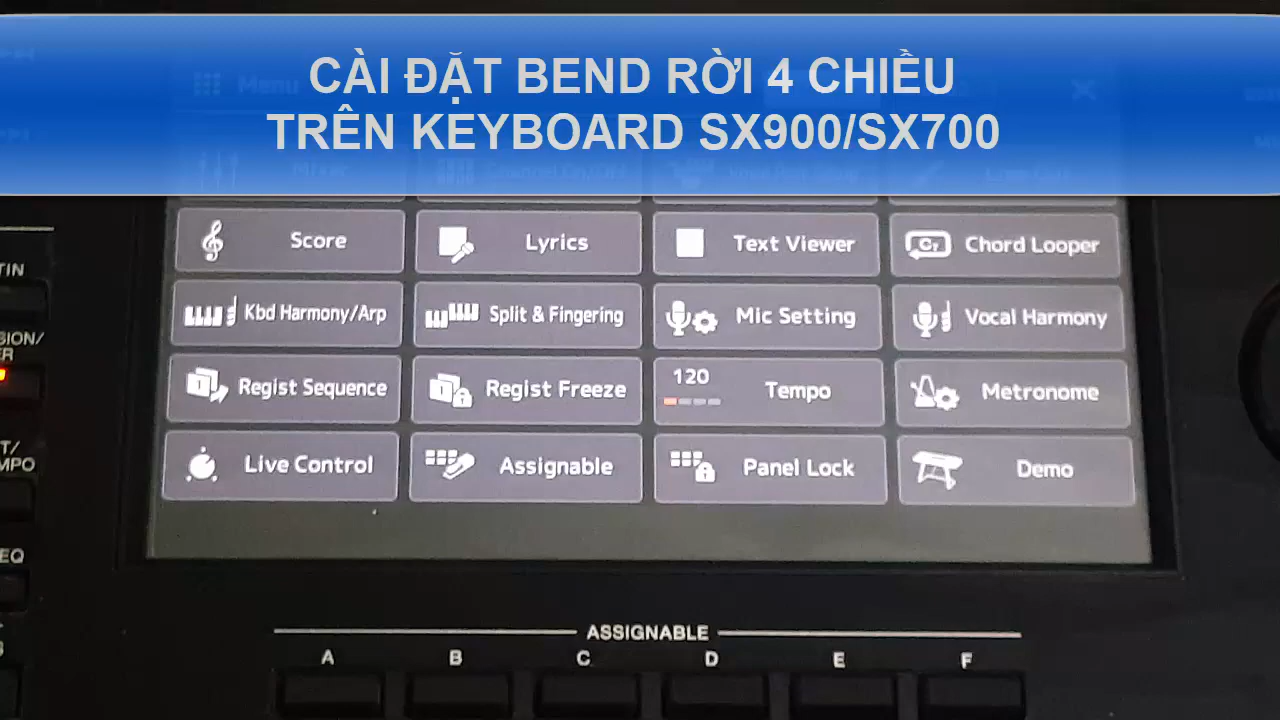 CÀI ĐẶT BEND RỜI 4 CHIỀU
TRÊN KEYBOARD SX900/SX700
Menu
Score
Lyrics
Text Viewer
Chord Looper
Kbd Harmony/Arp
Split & Fingering
Mic Setting
Vocal Harmony
Regist Sequence
Regist Freeze
120
Tempo
Metronome
Live Control
Assignable
Panel Lock
Demo
ASSIGNABLE
A B C D E F